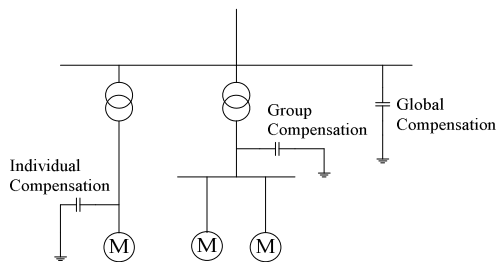 Group
Compensation
Global
Compensation
Individual
Compensation
M
M
M